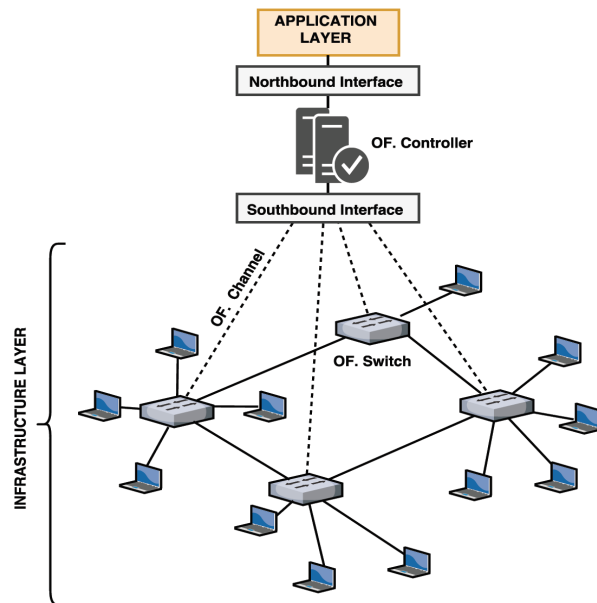 APPLICATION
LAYER
Northbound Interface
OF. Controller
Southbound Interface
OF. Channel
OF. Switch
INFRASTRUCTURE LAYER